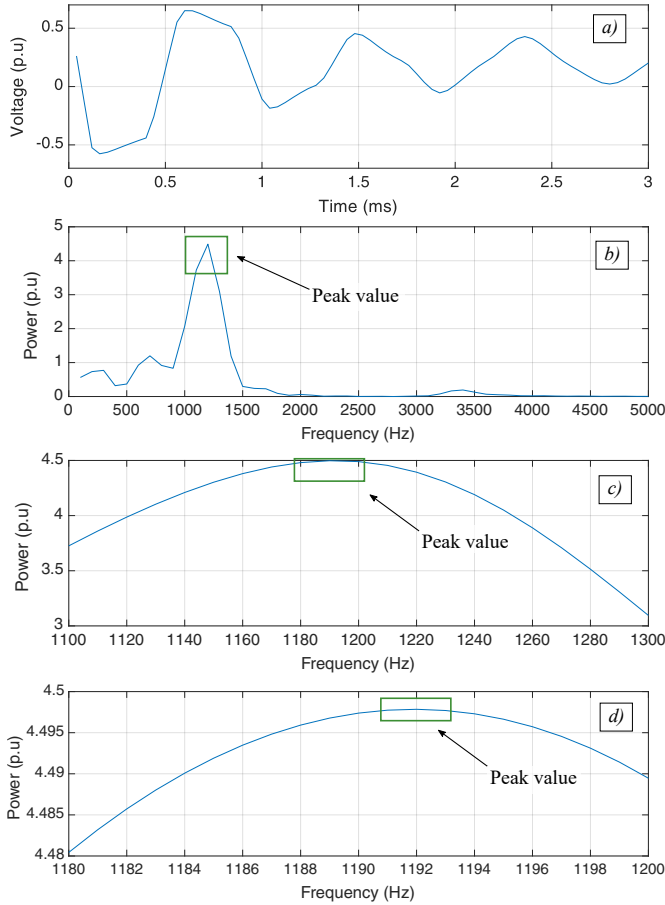 a)
0.5
0
-0.5
Voltage (p.u)
0 0.5 1 1.5 2 2.5 3
Time (ms)
b)
5
4
3
2
1
0
Power (p.u)
Peak value
0 500 1000 1500 2000 2500 3000 3500 4000 4500 5000
Frequency (Hz)
c)
4.5
4
3.5
3
Power (p.u)
Peak value
1100 1120 1140 1160 1180 1200 1220 1240 1260 1280 1300
Frequency (Hz)
d)
4.5
4.495
4.49
4.485
4.48
Power (p.u)
Peak value
1180 1182 1184 1186 1188 1190 1192 1194 1196 1198 1200
Frequency (Hz)